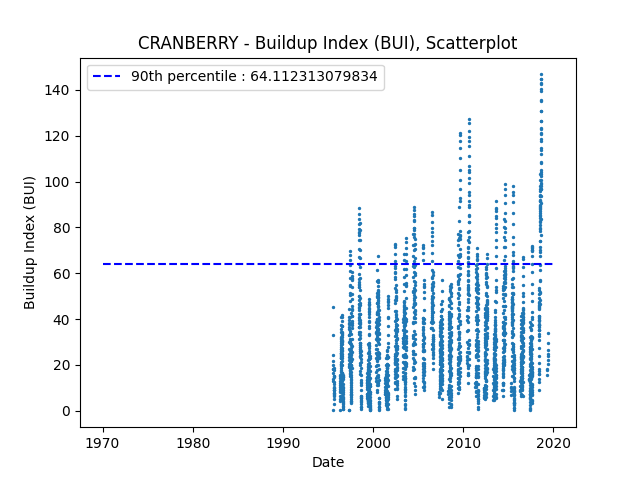 CRANBERRY - Buildup Index (BUI), Scatterplot
90th percentile : 64.112313079834
140
120
100
80
60
40
20
0
Buildup Index (BUI)
1970 1980 1990 2000 2010 2020
Date